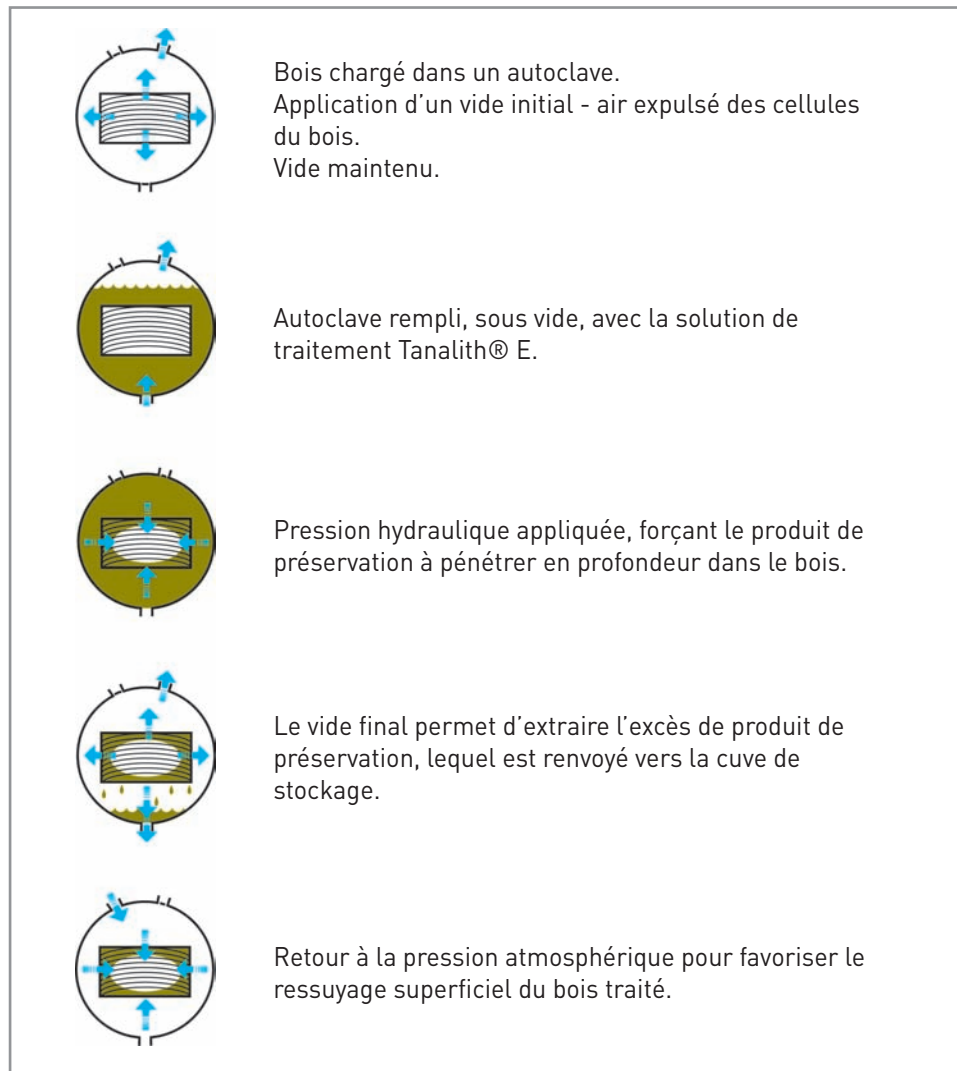 Bois chargé dans un autoclave.
Application d'un vide initial - air expulsé des cellules
du bois.
Vide maintenu.
Autoclave rempli, sous vide, avec la solution de
traitement Tanalith® E.
Pression hydraulique appliquée, forçant le produit de
préservation à pénétrer en profondeur dans le bois.
Le vide final permet d'extraire l'excès de produit de
préservation, lequel est renvoyé vers la cuve de
stockage.
Retour à la pression atmosphérique pour favoriser le
ressuyage superficiel du bois traité.